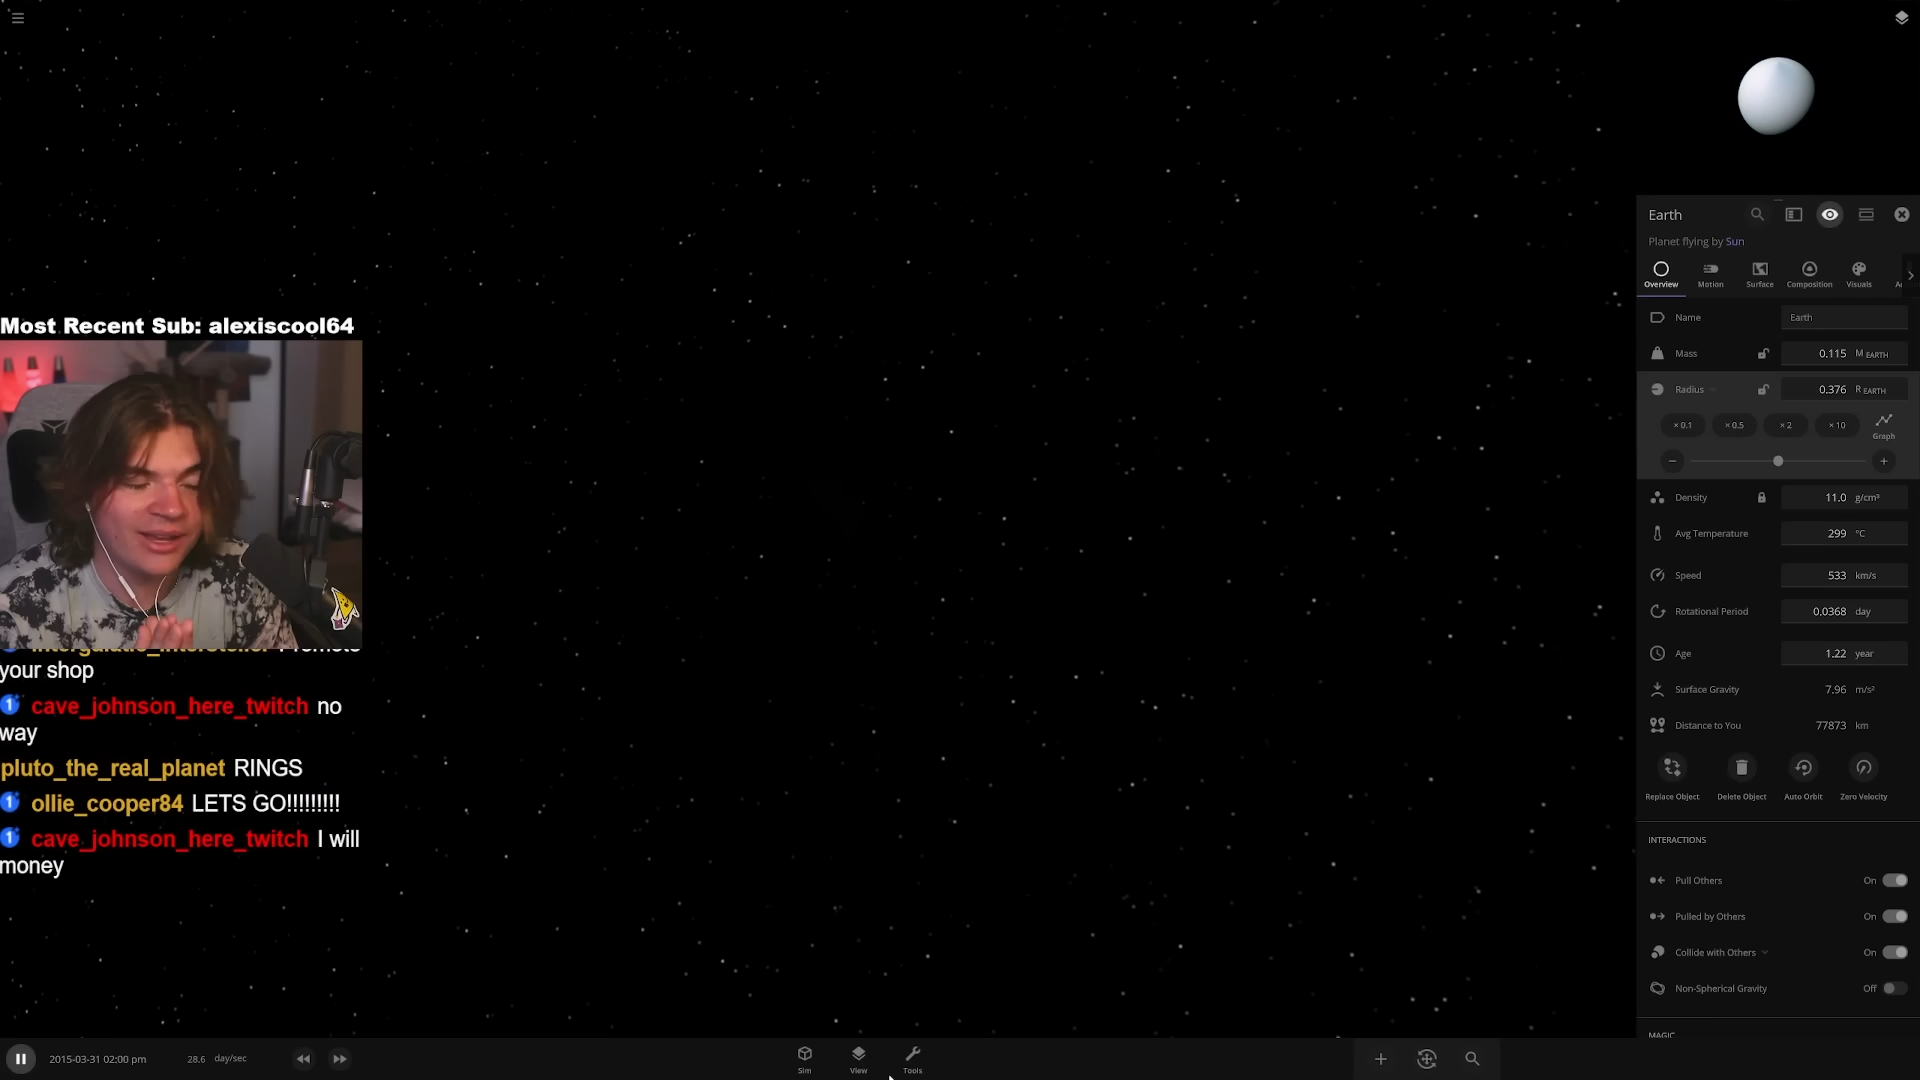 Most Recent Sub: alexiscool64
your shop
cave_johnson_here_twitch no
way
pluto_the_real_planet RINGS
ollie_cooper84 LETS GO!!!!!!!!!
cave_johnson_here_twitch I will
money
2015-03-31 02:00 pm 28.6 day/sec
Sim View Tools
Earth
Planet flying by Sun
Overview Motion Surface Composition Visuals
Name Earth
Mass 0.115 M EARTH
Radius 0.376 R EARTH
×0.1 ×0.5 ×2 ×10 Graph
Density 11.0 g/cm³
Avg Temperature 299 °C
Speed 533 km/s
Rotational Period 0.0368 day
Age 1.22 year
Surface Gravity 7.96 m/s²
Distance to You 77873 km
Replace Object Delete Object Auto Orbit Zero Velocity
INTERACTIONS
Pull Others On
Pulled by Others On
Collide with Others On
Non-Spherical Gravity Off
MAGIC